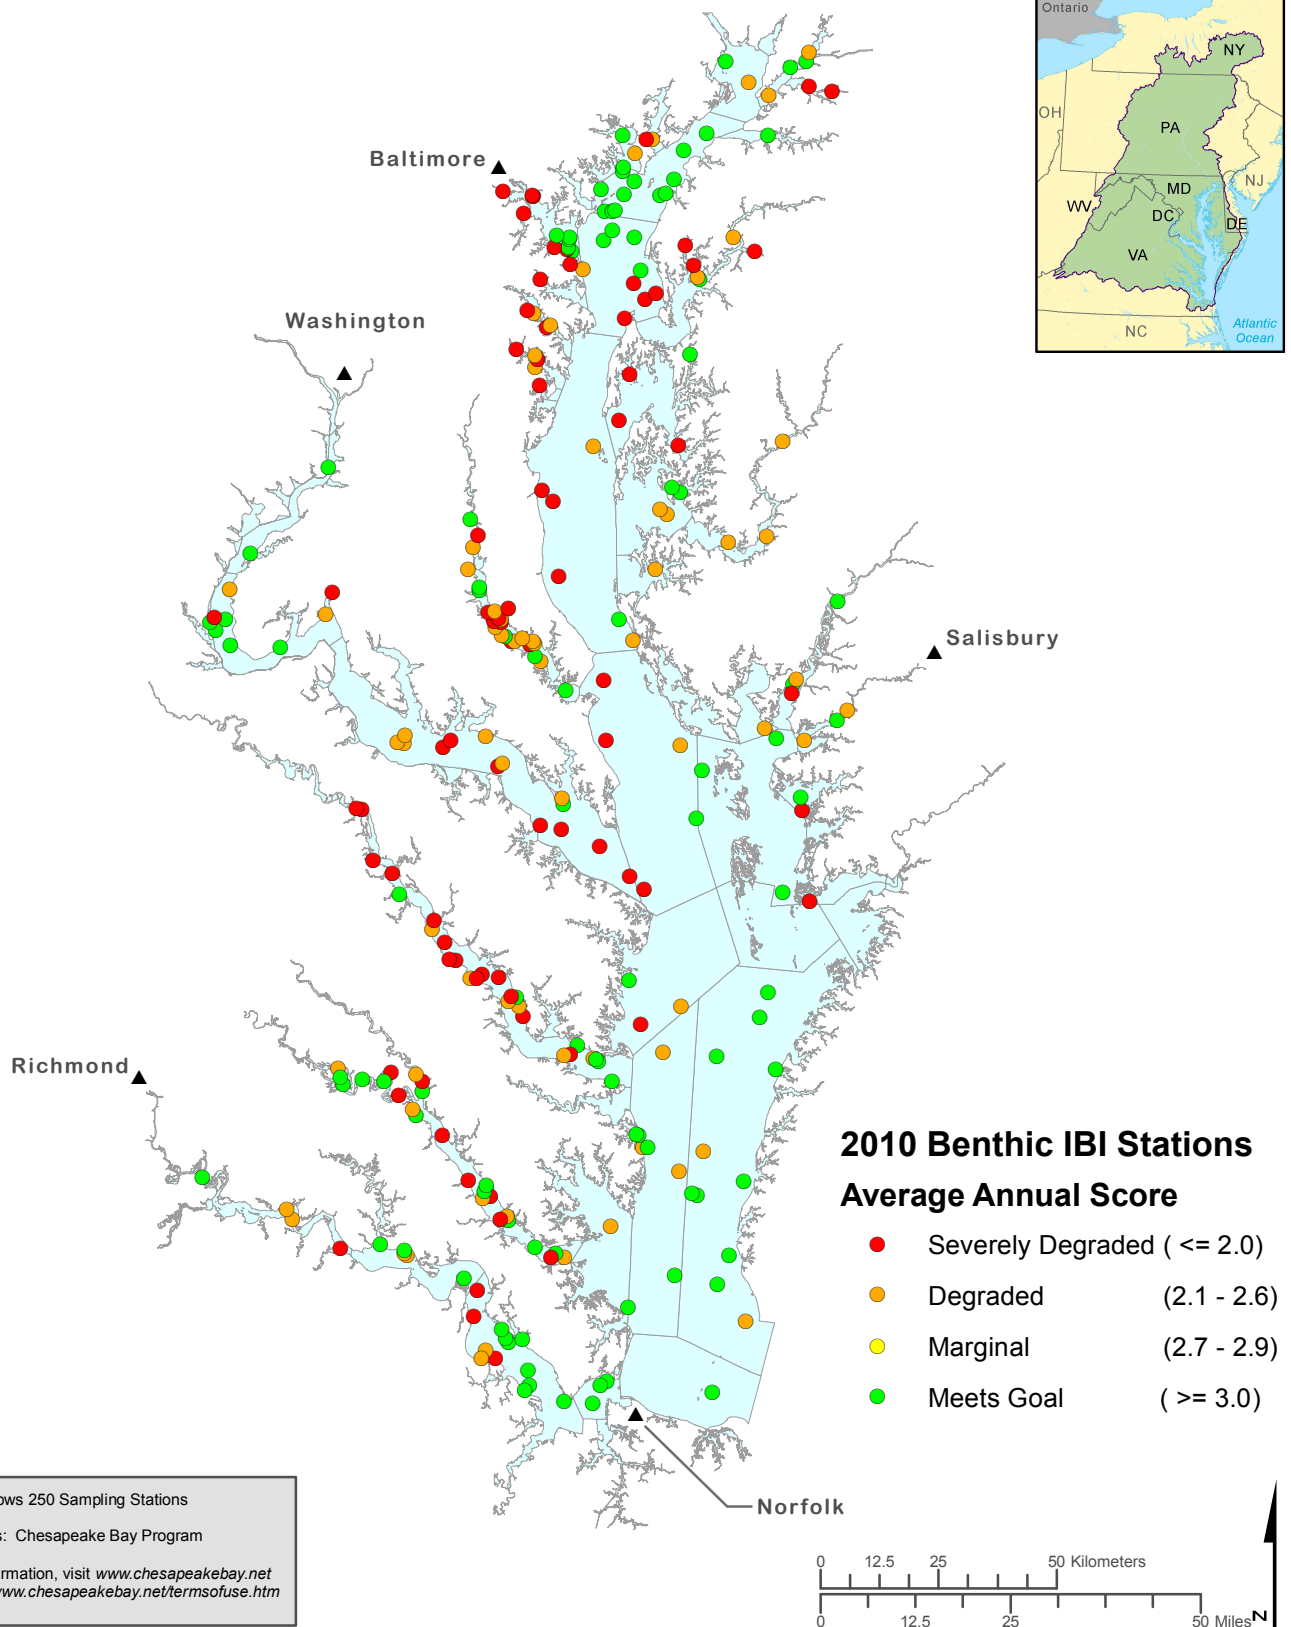 Ontario
NY
OH
PA
NJ
MD
WV
DC
DE
VA
NC
Atlantic
Ocean
Baltimore
Washington
Salisbury
Richmond
Norfolk
2010 Benthic IBI Stations
Average Annual Score
Severely Degraded ( <= 2.0)
Degraded (2.1 - 2.6)
Marginal (2.7 - 2.9)
Meets Goal ( >= 3.0)
250 Sampling Stations
Chesapeake Bay Program
visit www.chesapeakebay.net
www.chesapeakebay.net/termsofuse.htm
0 12.5 25 50 Kilometers
0 12.5 25 50 Miles
N